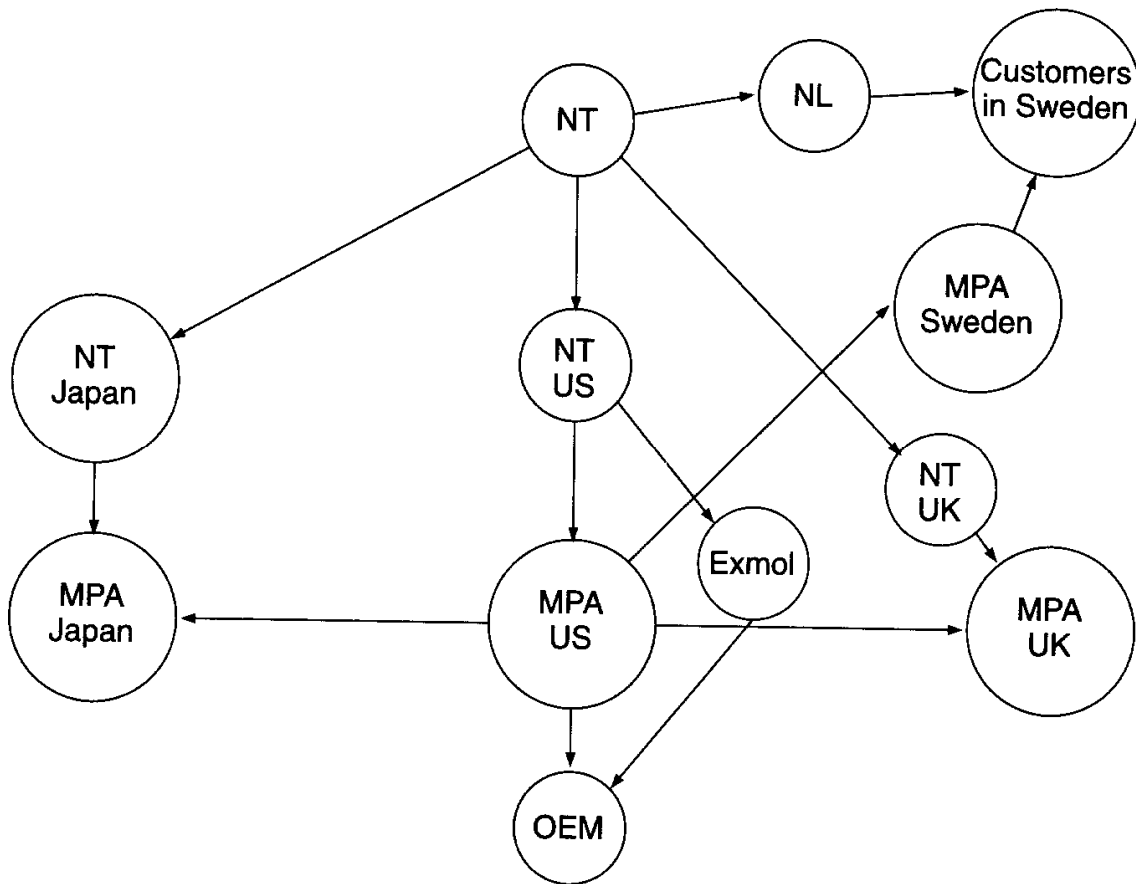 Customers
in Sweden
NL
NT
MPA
Sweden
NT
US
NT
Japan
NT
UK
Exmol
MPA
Japan
MPA
US
MPA
UK
OEM